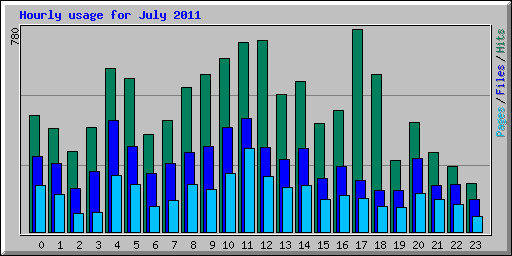 Hourly usage for July 2011
780
Pages/Files/Hits
0 1 2 3 4 5 6 7 8 9 10 11 12 13 14 15 16 17 18 19 20 21 22 23